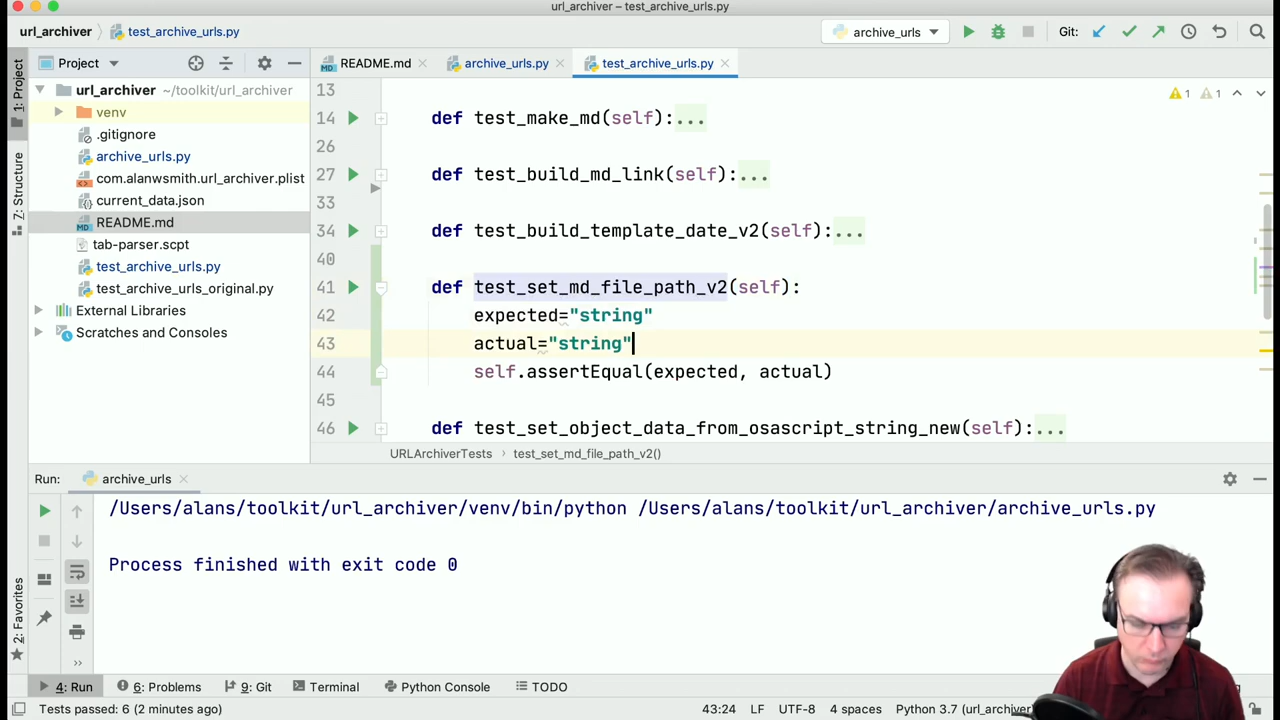 url_archiver – test_archive_urls.py
url_archiver
test_archive_urls.py
archive_urls
Git:
1: Project
7: Structure
2: Favorites
Project
url_archiver ~/toolkit/url_archiver
venv
.gitignore
archive_urls.py
com.alanwsmith.url_archiver.plist
current_data.json
README.md
tab-parser.scpt
test_archive_urls.py
test_archive_urls_original.py
External Libraries
Scratches and Consoles
README.md
archive_urls.py
test_archive_urls.py
1 1
13
14 def test_make_md(self):...
26
27 def test_build_md_link(self):...
33
34 def test_build_template_date_v2(self):...
40
41 def test_set_md_file_path_v2(self):
42 expected="string"
43 actual="string"
44 self.assertEqual(expected, actual)
45
46 def test_set_object_data_from_osascript_string_new(self):...
URLArchiverTests › test_set_md_file_path_v2()
Run: archive_urls
/Users/alans/toolkit/url_archiver/venv/bin/python /Users/alans/toolkit/url_archiver/archive_urls.py
Process finished with exit code 0
4: Run
6: Problems
9: Git
Terminal
Python Console
TODO
Tests passed: 6 (2 minutes ago)
43:24 LF UTF-8 4 spaces Python 3.7 (url_archiver)